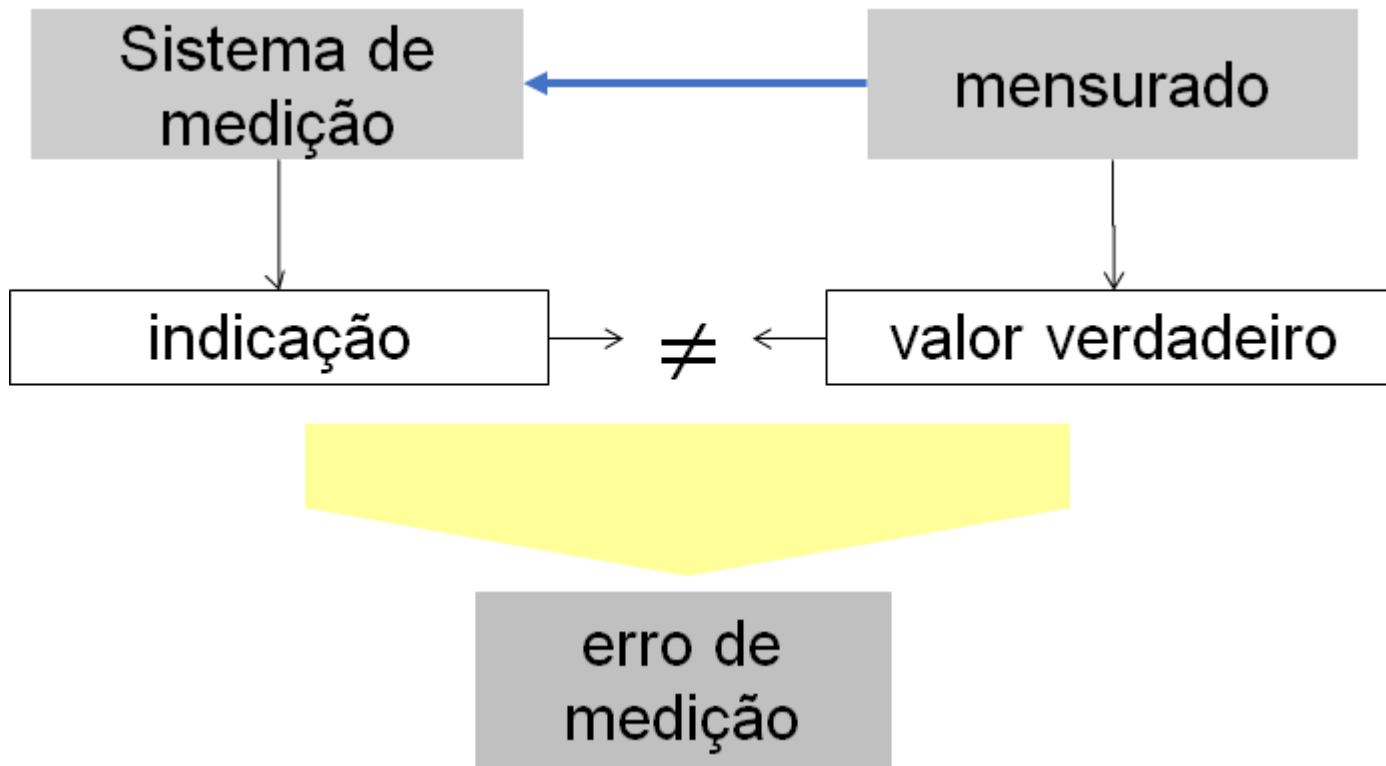 Sistema de
medição
mensurado
indicação
≠
valor verdadeiro
erro de
medição